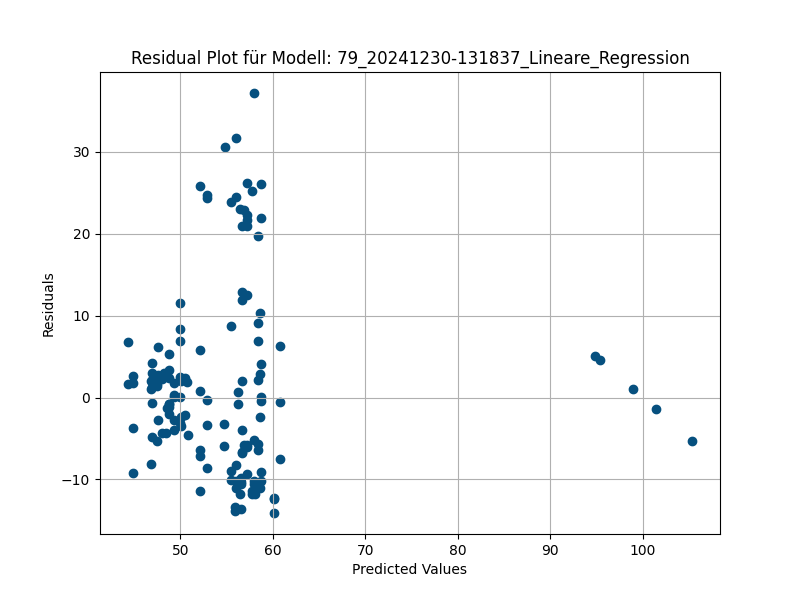 Residual Plot für Modell: 79_20241230-131837_Lineare_Regression
Residuals
30
20
10
0
−10
50 60 70 80 90 100
Predicted Values